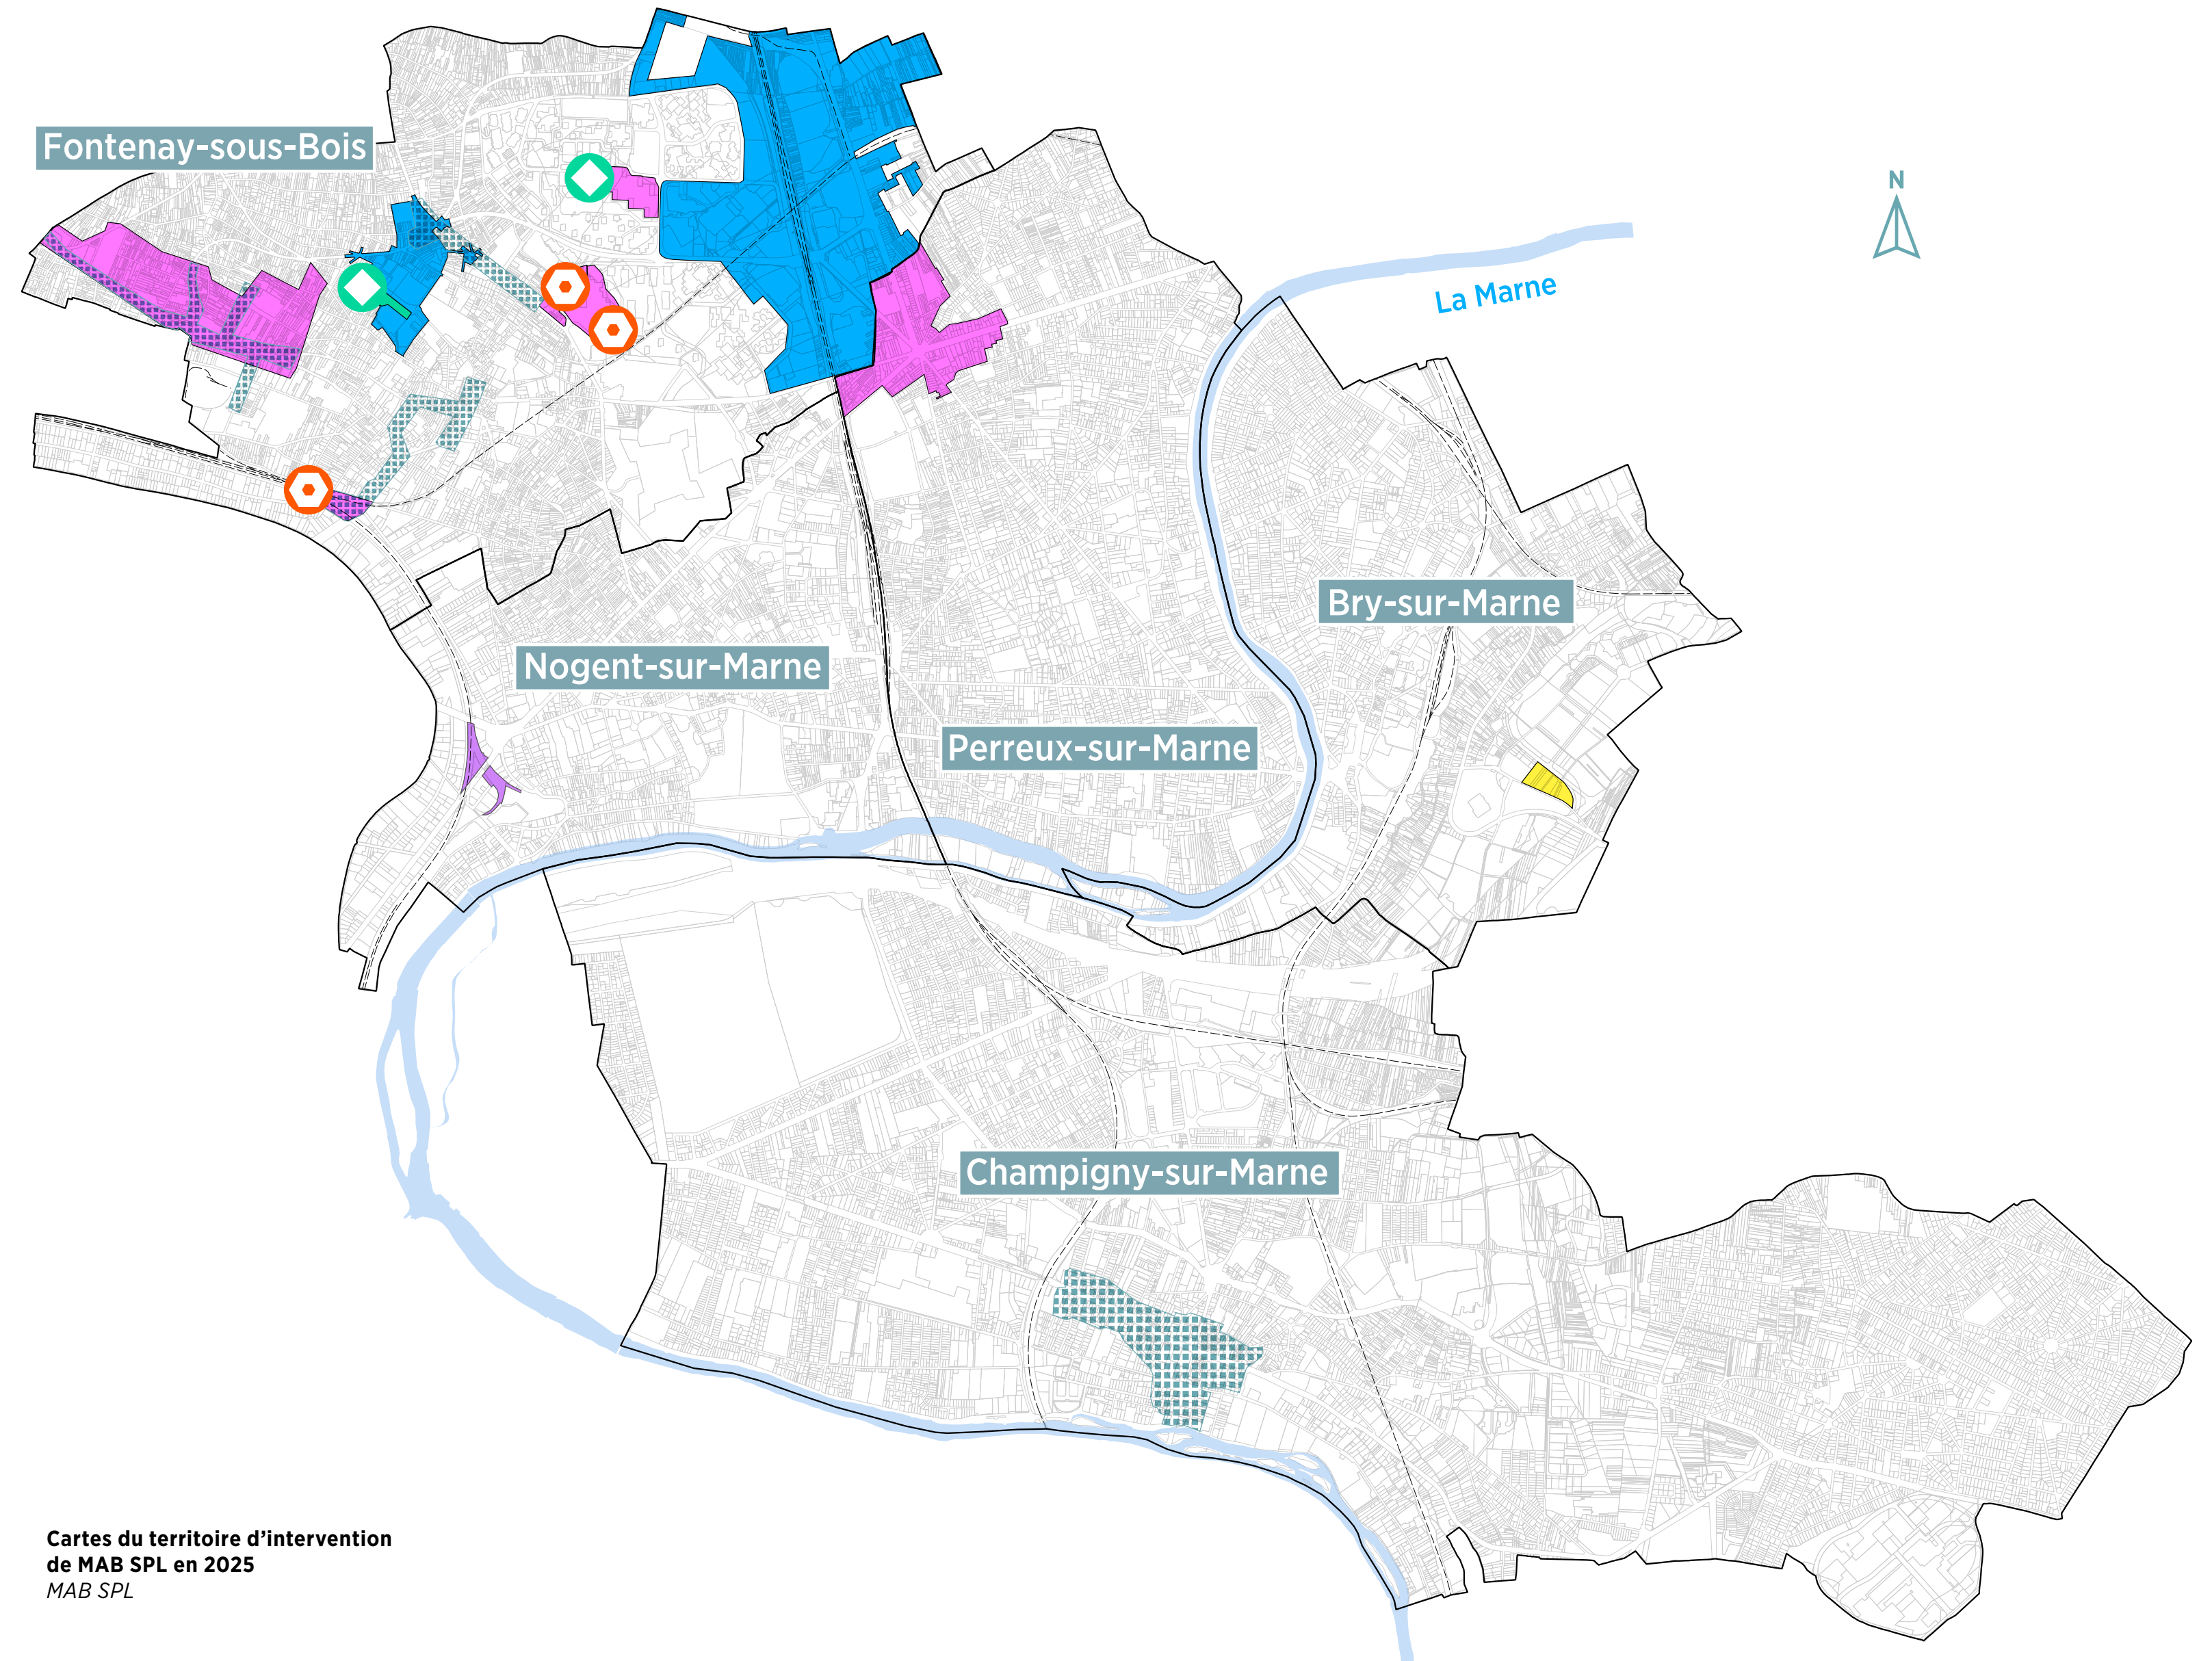 Fontenay-sous-Bois
N
La Marne
Bry-sur-Marne
Nogent-sur-Marne
Perreux-sur-Marne
Champigny-sur-Marne
Cartes du territoire d’intervention
de MAB SPL en 2025
MAB SPL